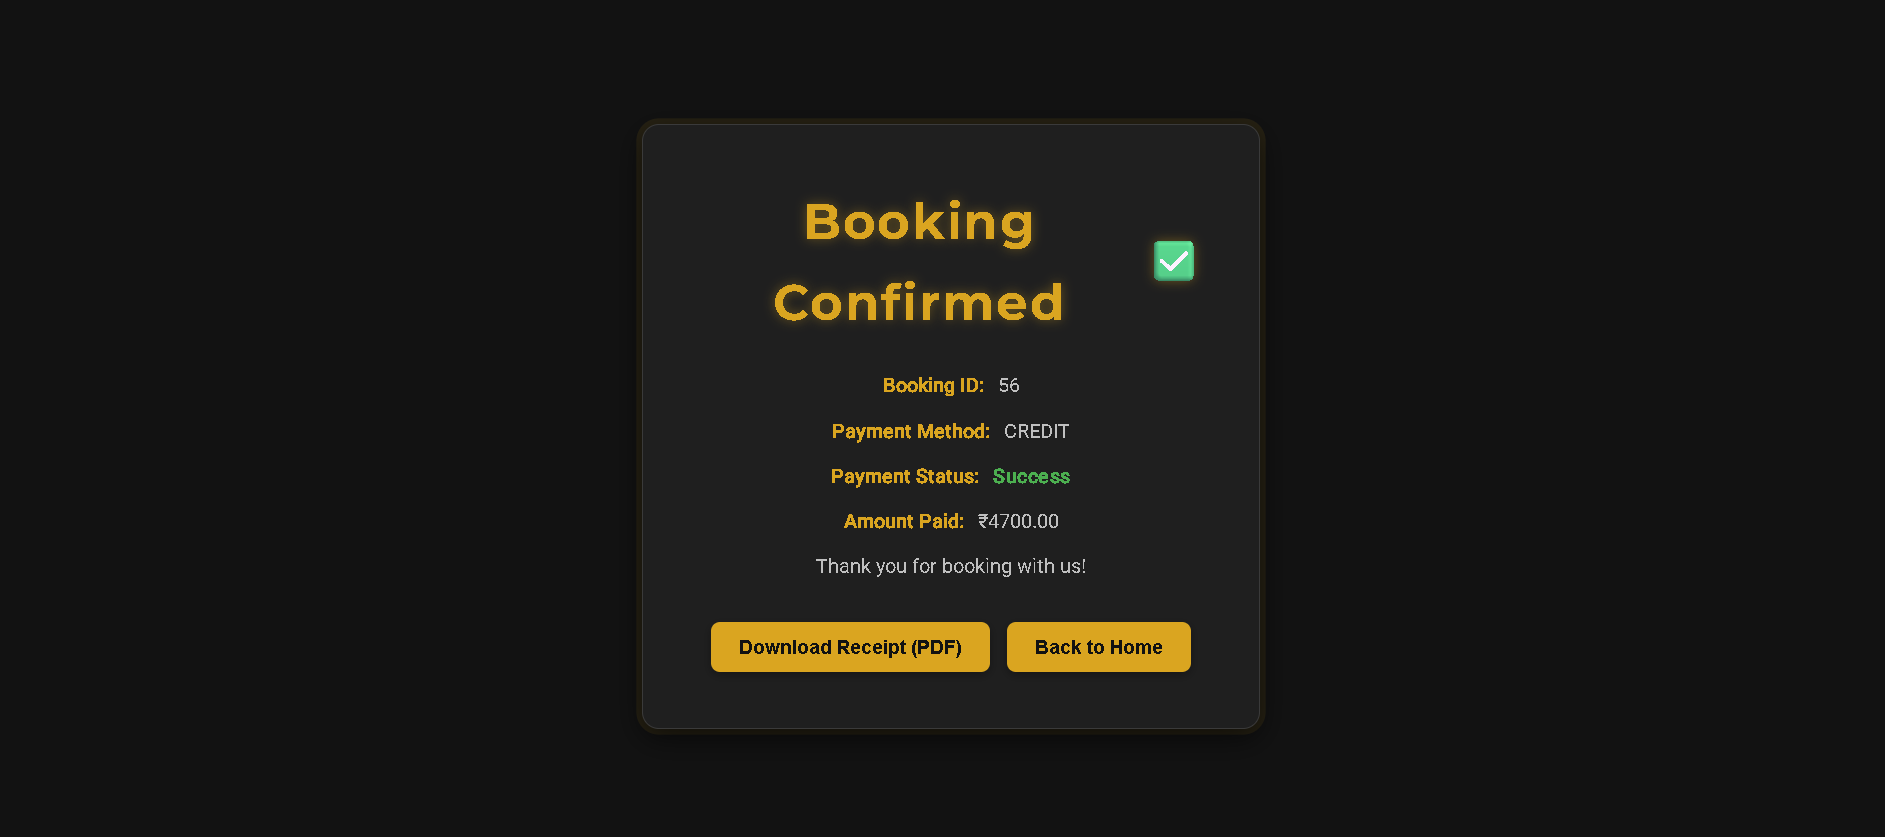 Booking
Confirmed
Booking ID: 56
Payment Method: CREDIT
Payment Status: Success
Amount Paid: ₹4700.00
Thank you for booking with us!
Download Receipt (PDF)
Back to Home